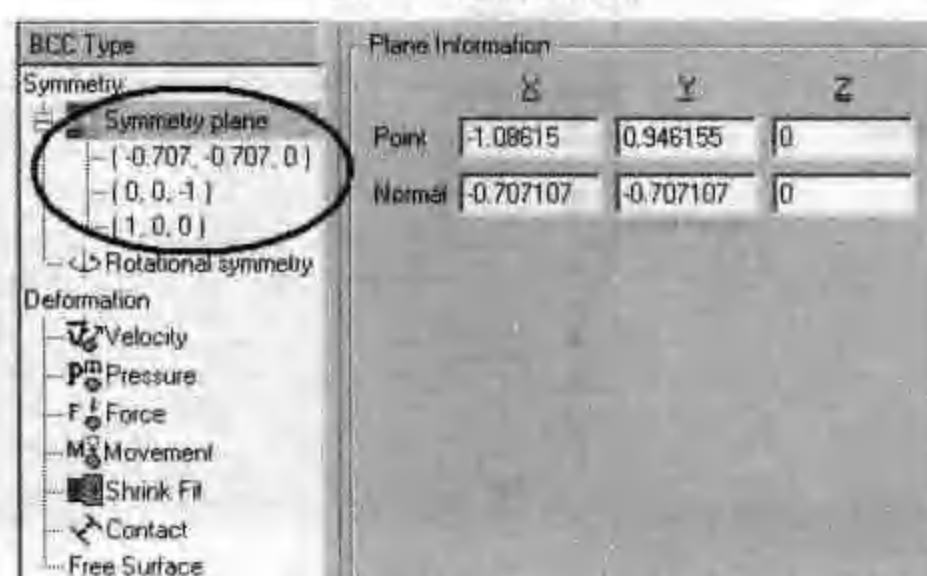 BCC Type
Symmetry
Symmetry plane
(-0.707, -0.707, 0)
(0, 0, -1)
(1, 0, 0)
Rotational symmetry
Deformation
Velocity
Pressure
Force
Movement
Shrink Fit
Contact
Free Surface
Plane Information
X Y Z
Point -1.08615 0.946155 0
Normal -0.707107 -0.707107 0